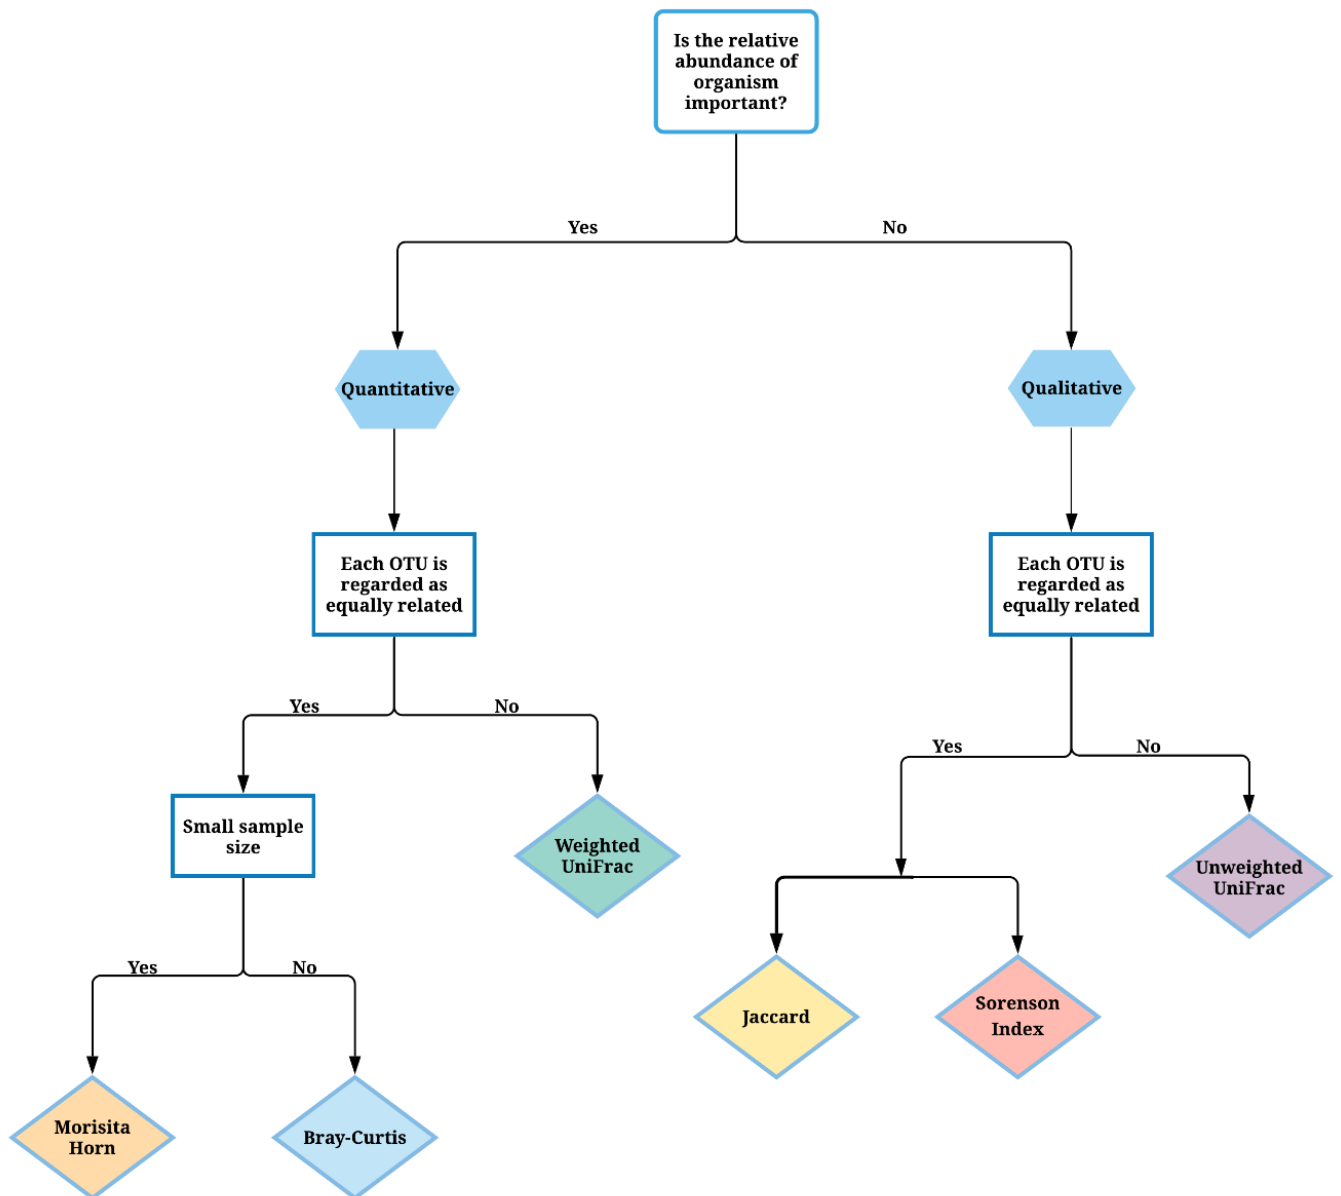 Is the relative
abundance of
organism
important?
Yes
No
Quantitative
Qualitative
Each OTU is
regarded as
equally related
Each OTU is
regarded as
equally related
Yes
No
Yes
No
Small sample
size
Weighted
UniFrac
Unweighted
UniFrac
Yes
No
Jaccard
Sorenson
Index
Morisita
Horn
Bray-Curtis